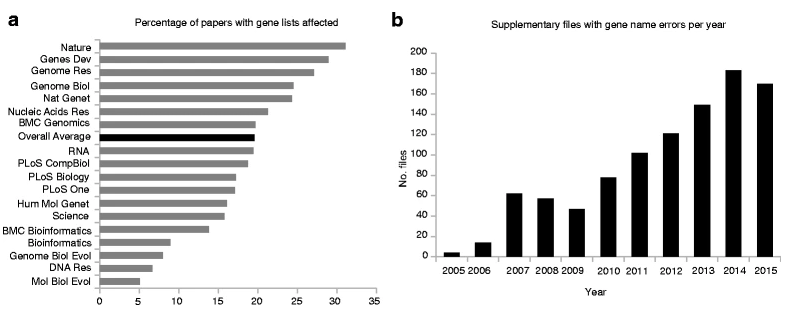 a
Percentage of papers with gene lists affected
Nature
Genes Dev
Genome Res
Genome Biol
Nat Genet
Nucleic Acids Res
BMC Genomics
Overall Average
RNA
PLoS CompBiol
PLoS Biology
PLoS One
Hum Mol Genet
Science
BMC Bioinformatics
Bioinformatics
Genome Biol Evol
DNA Res
Mol Biol Evol
0 5 10 15 20 25 30 35
b
Supplementary files with gene name errors per year
No. files
200
180
160
140
120
100
80
60
40
20
0
2005 2006 2007 2008 2009 2010 2011 2012 2013 2014 2015
Year